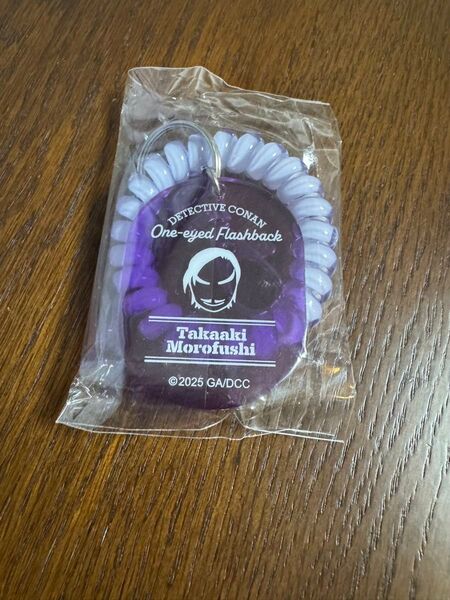 DETECTIVE CONAN
One-eyed Flashback
Takaaki
Morofushi
©2025 GA/DCC